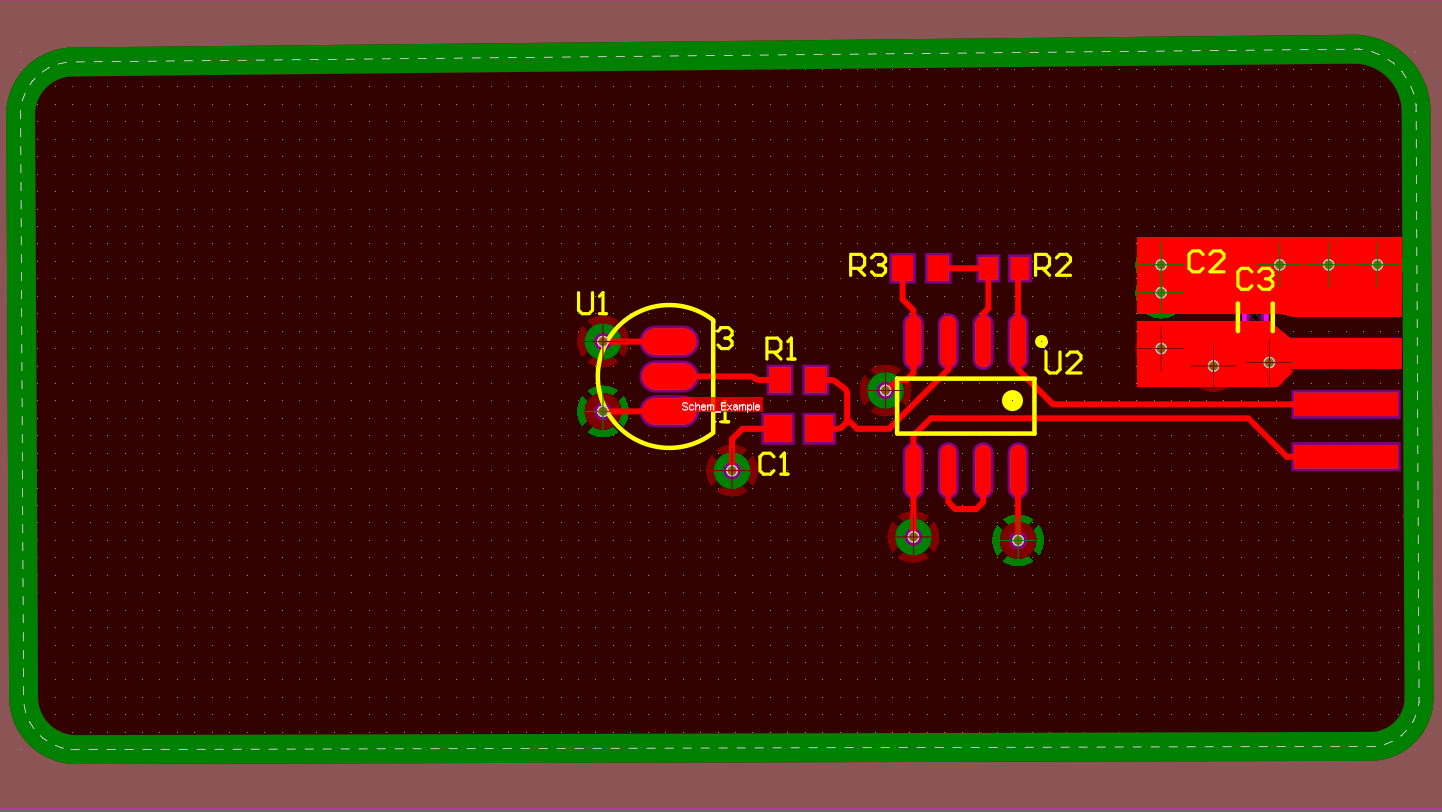 C2
R3
R2
C3
U1
3
R1
U2
Schem_Example
1
C1